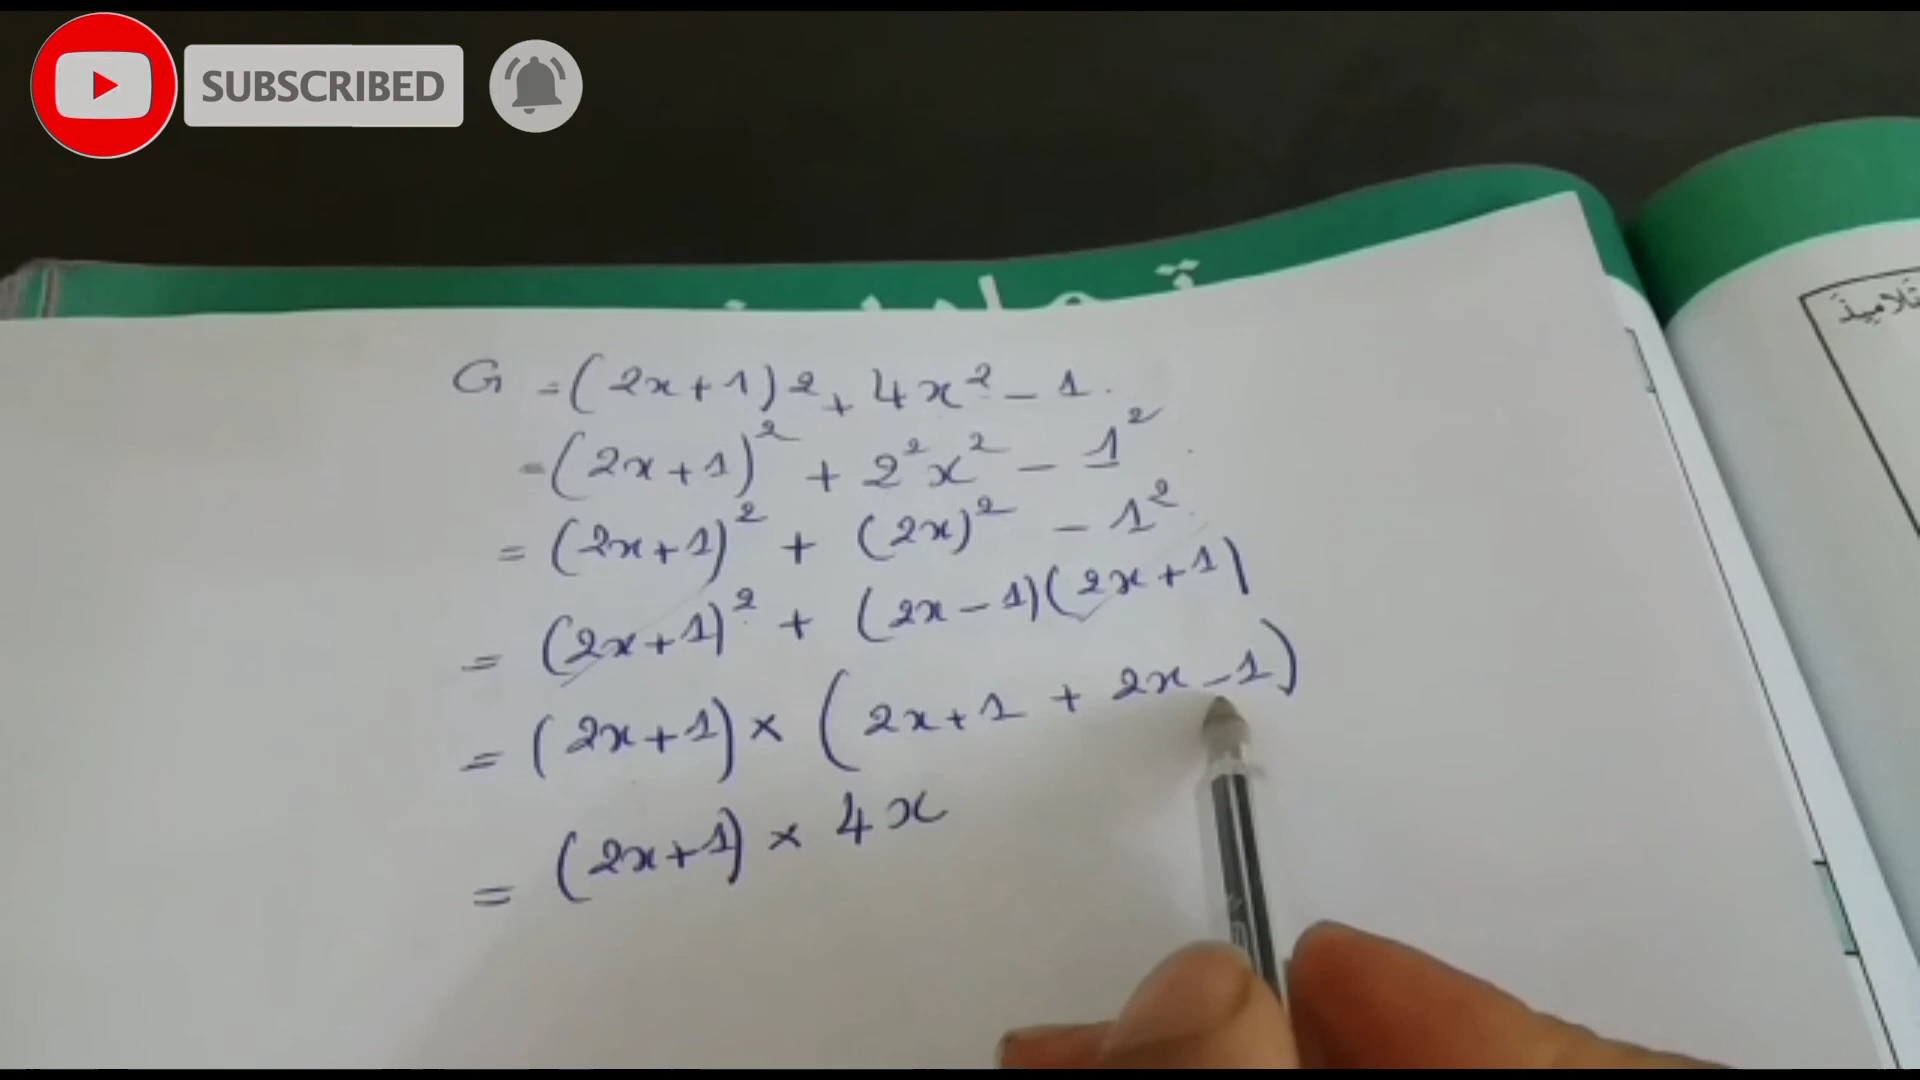 SUBSCRIBED
G = (2x+1)2 + 4x² - 1.
= (2x+1)² + 2²x² - 1²
= (2x+1)² + (2x)² - 1²
= (2x+1)² + (2x-1)(2x+1)
= (2x+1) × (2x+1 + 2x-1)
= (2x+1) × 4x